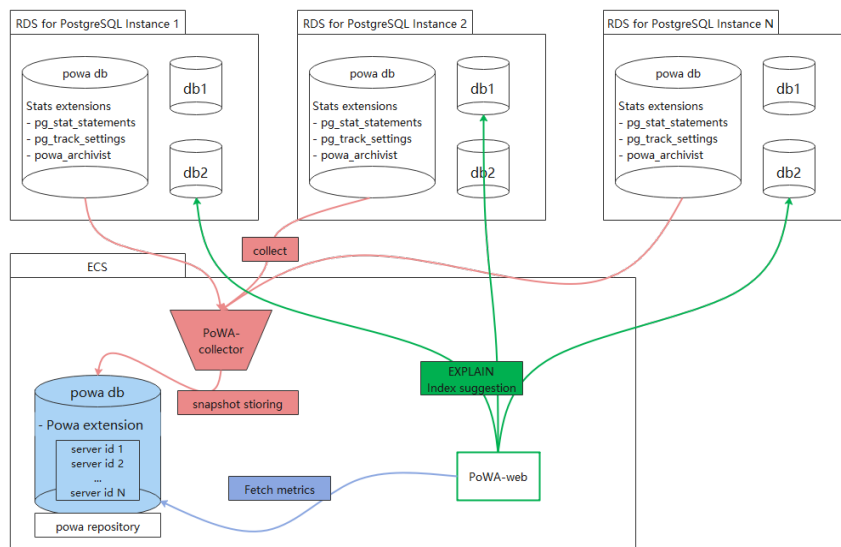 RDS for PostgreSQL Instance 1
powa db
Stats extensions
- pg_stat_statements
- pg_track_settings
- powa_archivist
db1
db2
RDS for PostgreSQL Instance 2
powa db
Stats extensions
- pg_stat_statements
- pg_track_settings
- powa_archivist
db1
db2
RDS for PostgreSQL Instance N
powa db
Stats extensions
- pg_stat_statements
- pg_track_settings
- powa_archivist
db1
db2
collect
ECS
PoWA-
collector
EXPLAIN
Index suggestion
snapshot stioring
powa db
- Powa extension
server id 1
server id 2
...
server id N
powa repository
Fetch metrics
PoWA-web